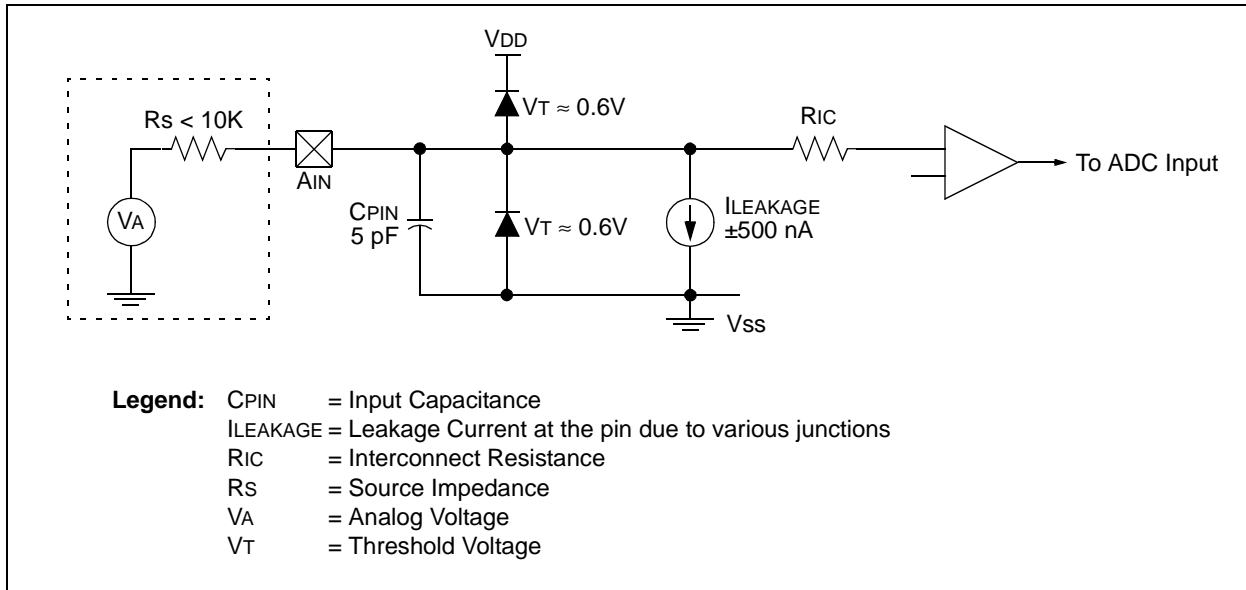 VDD
VT ≈ 0.6V
RS < 10K
RIC
AIN
To ADC Input
VA
CPIN
5 pF
VT ≈ 0.6V
ILEAKAGE
±500 nA
Vss
Legend: CPIN = Input Capacitance
ILEAKAGE = Leakage Current at the pin due to various junctions
RIC = Interconnect Resistance
RS = Source Impedance
VA = Analog Voltage
VT = Threshold Voltage